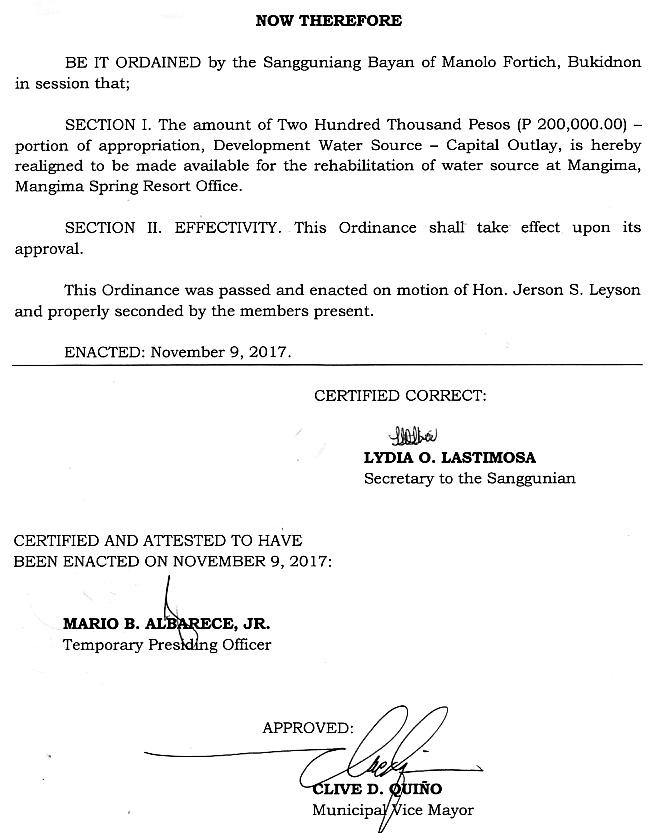 NOW THEREFORE
BE IT ORDAINED by the Sangguniang Bayan of Manolo Fortich, Bukidnon
in session that;
SECTION I. The amount of Two Hundred Thousand Pesos (P 200,000.00) –
portion of appropriation, Development Water Source – Capital Outlay, is hereby
realigned to be made available for the rehabilitation of water source at Mangima,
Mangima Spring Resort Office.
SECTION II. EFFECTIVITY. This Ordinance shall take effect upon its
approval.
This Ordinance was passed and enacted on motion of Hon. Jerson S. Leyson
and properly seconded by the members present.
ENACTED: November 9, 2017.
CERTIFIED CORRECT:
LYDIA O. LASTIMOSA
Secretary to the Sanggunian
CERTIFIED AND ATTESTED TO HAVE
BEEN ENACTED ON NOVEMBER 9, 2017:
MARIO B. ALBARECE, JR.
Temporary Presiding Officer
APPROVED:
CLIVE D. QUIÑO
Municipal Vice Mayor